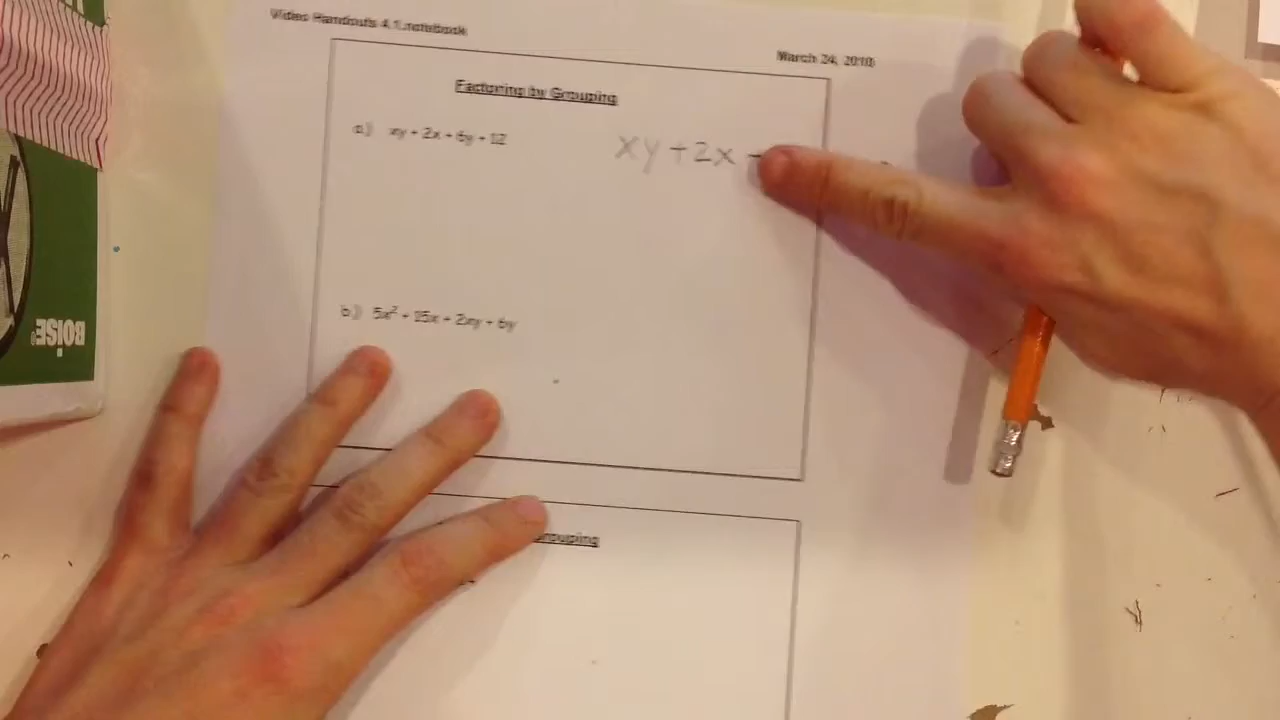 Video Handouts 4.1.notebook
March 24, 2018
Factoring by Grouping
a.) xy + 2x + 6y + 12
xy + 2x
b.) 5x² + 15x + 2xy + 6y
Grouping
BOISE